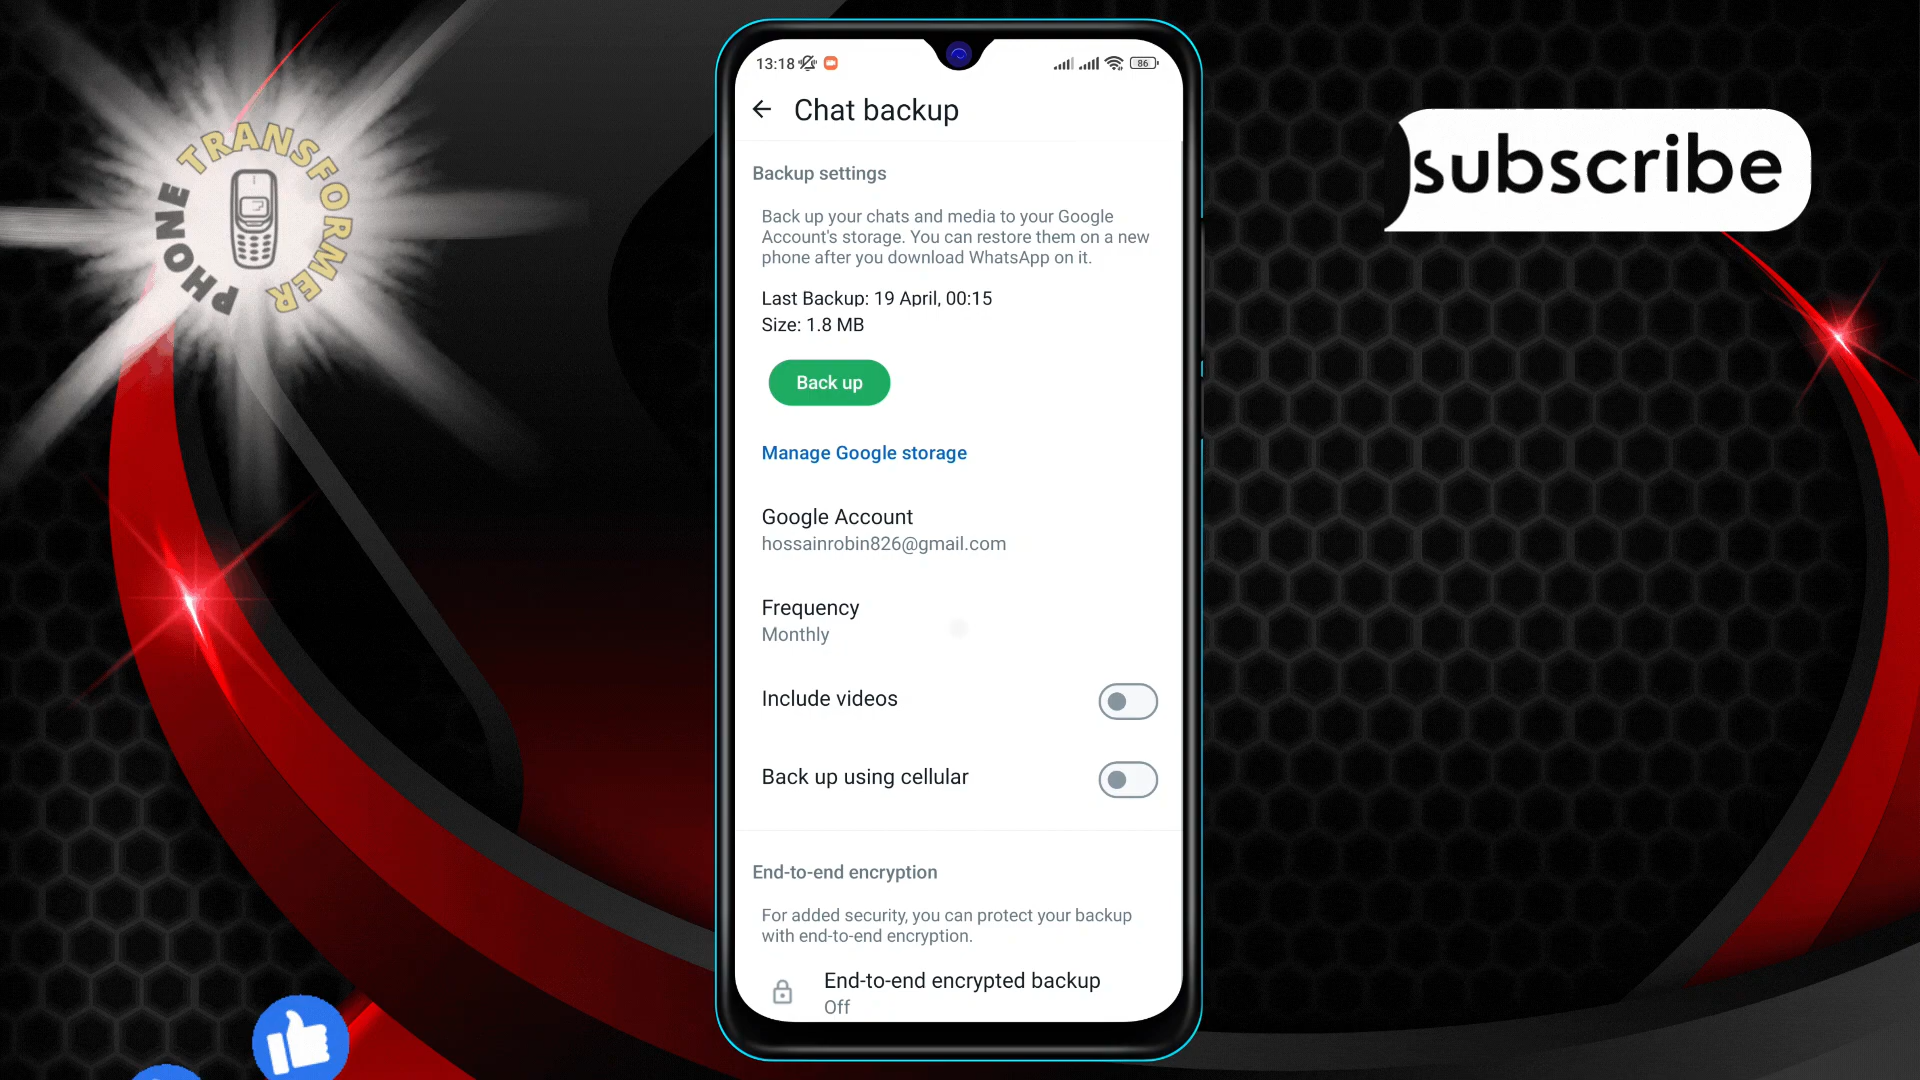 PHONE TRANSFORMER
subscribe
13:18
86
Chat backup
Backup settings
Back up your chats and media to your Google
Account's storage. You can restore them on a new
phone after you download WhatsApp on it.
Last Backup: 19 April, 00:15
Size: 1.8 MB
Back up
Manage Google storage
Google Account
hossainrobin826@gmail.com
Frequency
Monthly
Include videos
Back up using cellular
End-to-end encryption
For added security, you can protect your backup
with end-to-end encryption.
End-to-end encrypted backup
Off